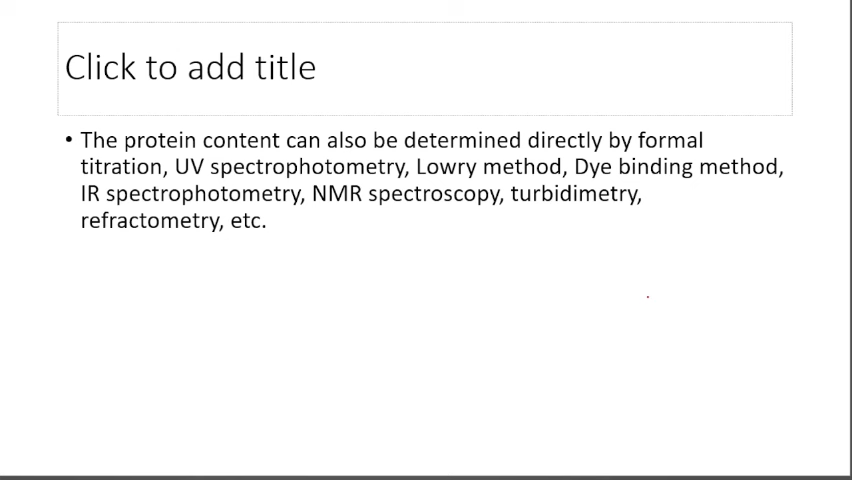 Click to add title
• The protein content can also be determined directly by formal
titration, UV spectrophotometry, Lowry method, Dye binding method,
IR spectrophotometry, NMR spectroscopy, turbidimetry,
refractometry, etc.